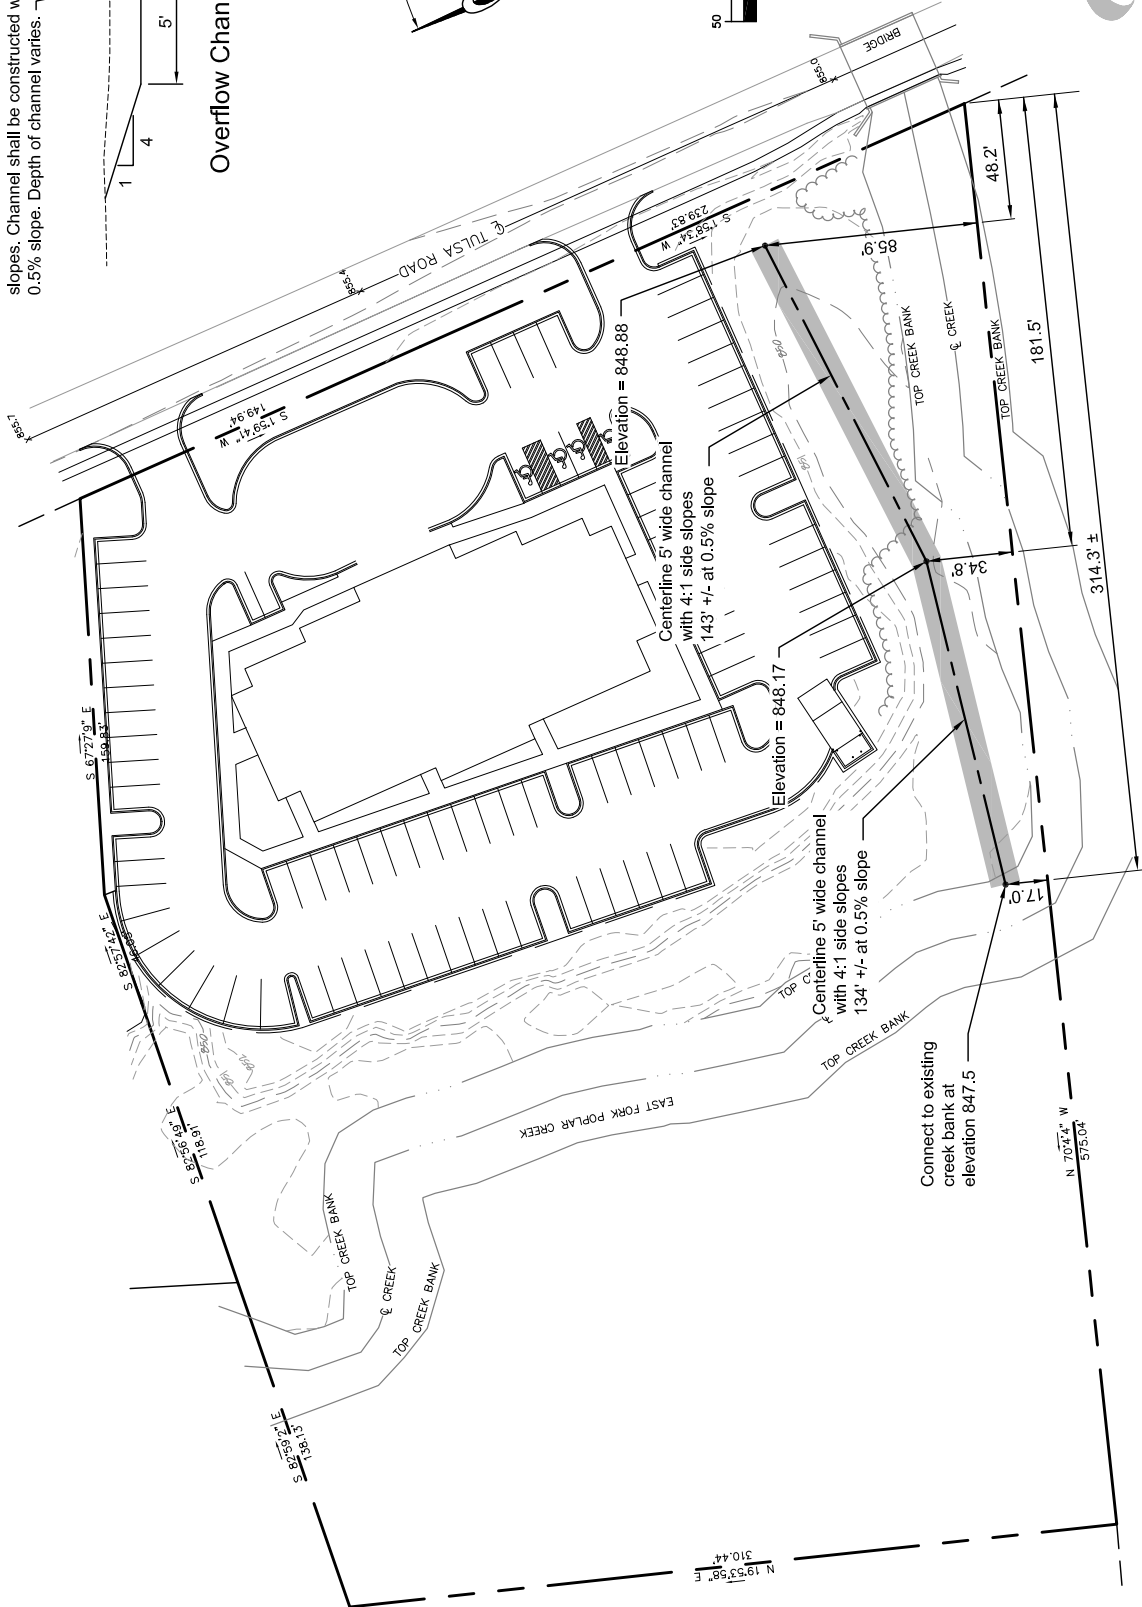 slopes. Channel shall be constructed w
0.5% slope. Depth of channel varies.
1
4
5'
Overflow Chan
50
BRIDGE
855.0
855.4
855.7
℄ TULSA ROAD
S 1°58'34" W
239.83'
S 1°59'41" W
149.94'
48.2'
85.9'
181.5'
34.8'
314.3' ±
17.0'
Elevation = 848.88
Centerline 5' wide channel
with 4:1 side slopes
143' +/- at 0.5% slope
Elevation = 848.17
Centerline 5' wide channel
with 4:1 side slopes
134' +/- at 0.5% slope
Connect to existing
creek bank at
elevation 847.5
TOP CREEK BANK
℄ CREEK
TOP CREEK BANK
850
851
S 67°27'9" E
159.83'
S 82°57'42" E
S 82°56'49" E
118.91'
S 82°59'2" E
138.13'
850
851
852
TOP C
℄
TOP CREEK BANK
EAST FORK POPLAR CREEK
TOP CREEK BANK
℄ CREEK
TOP CREEK BANK
N 70°4'4" W
575.04'
N 19°53'58" E
310.44'